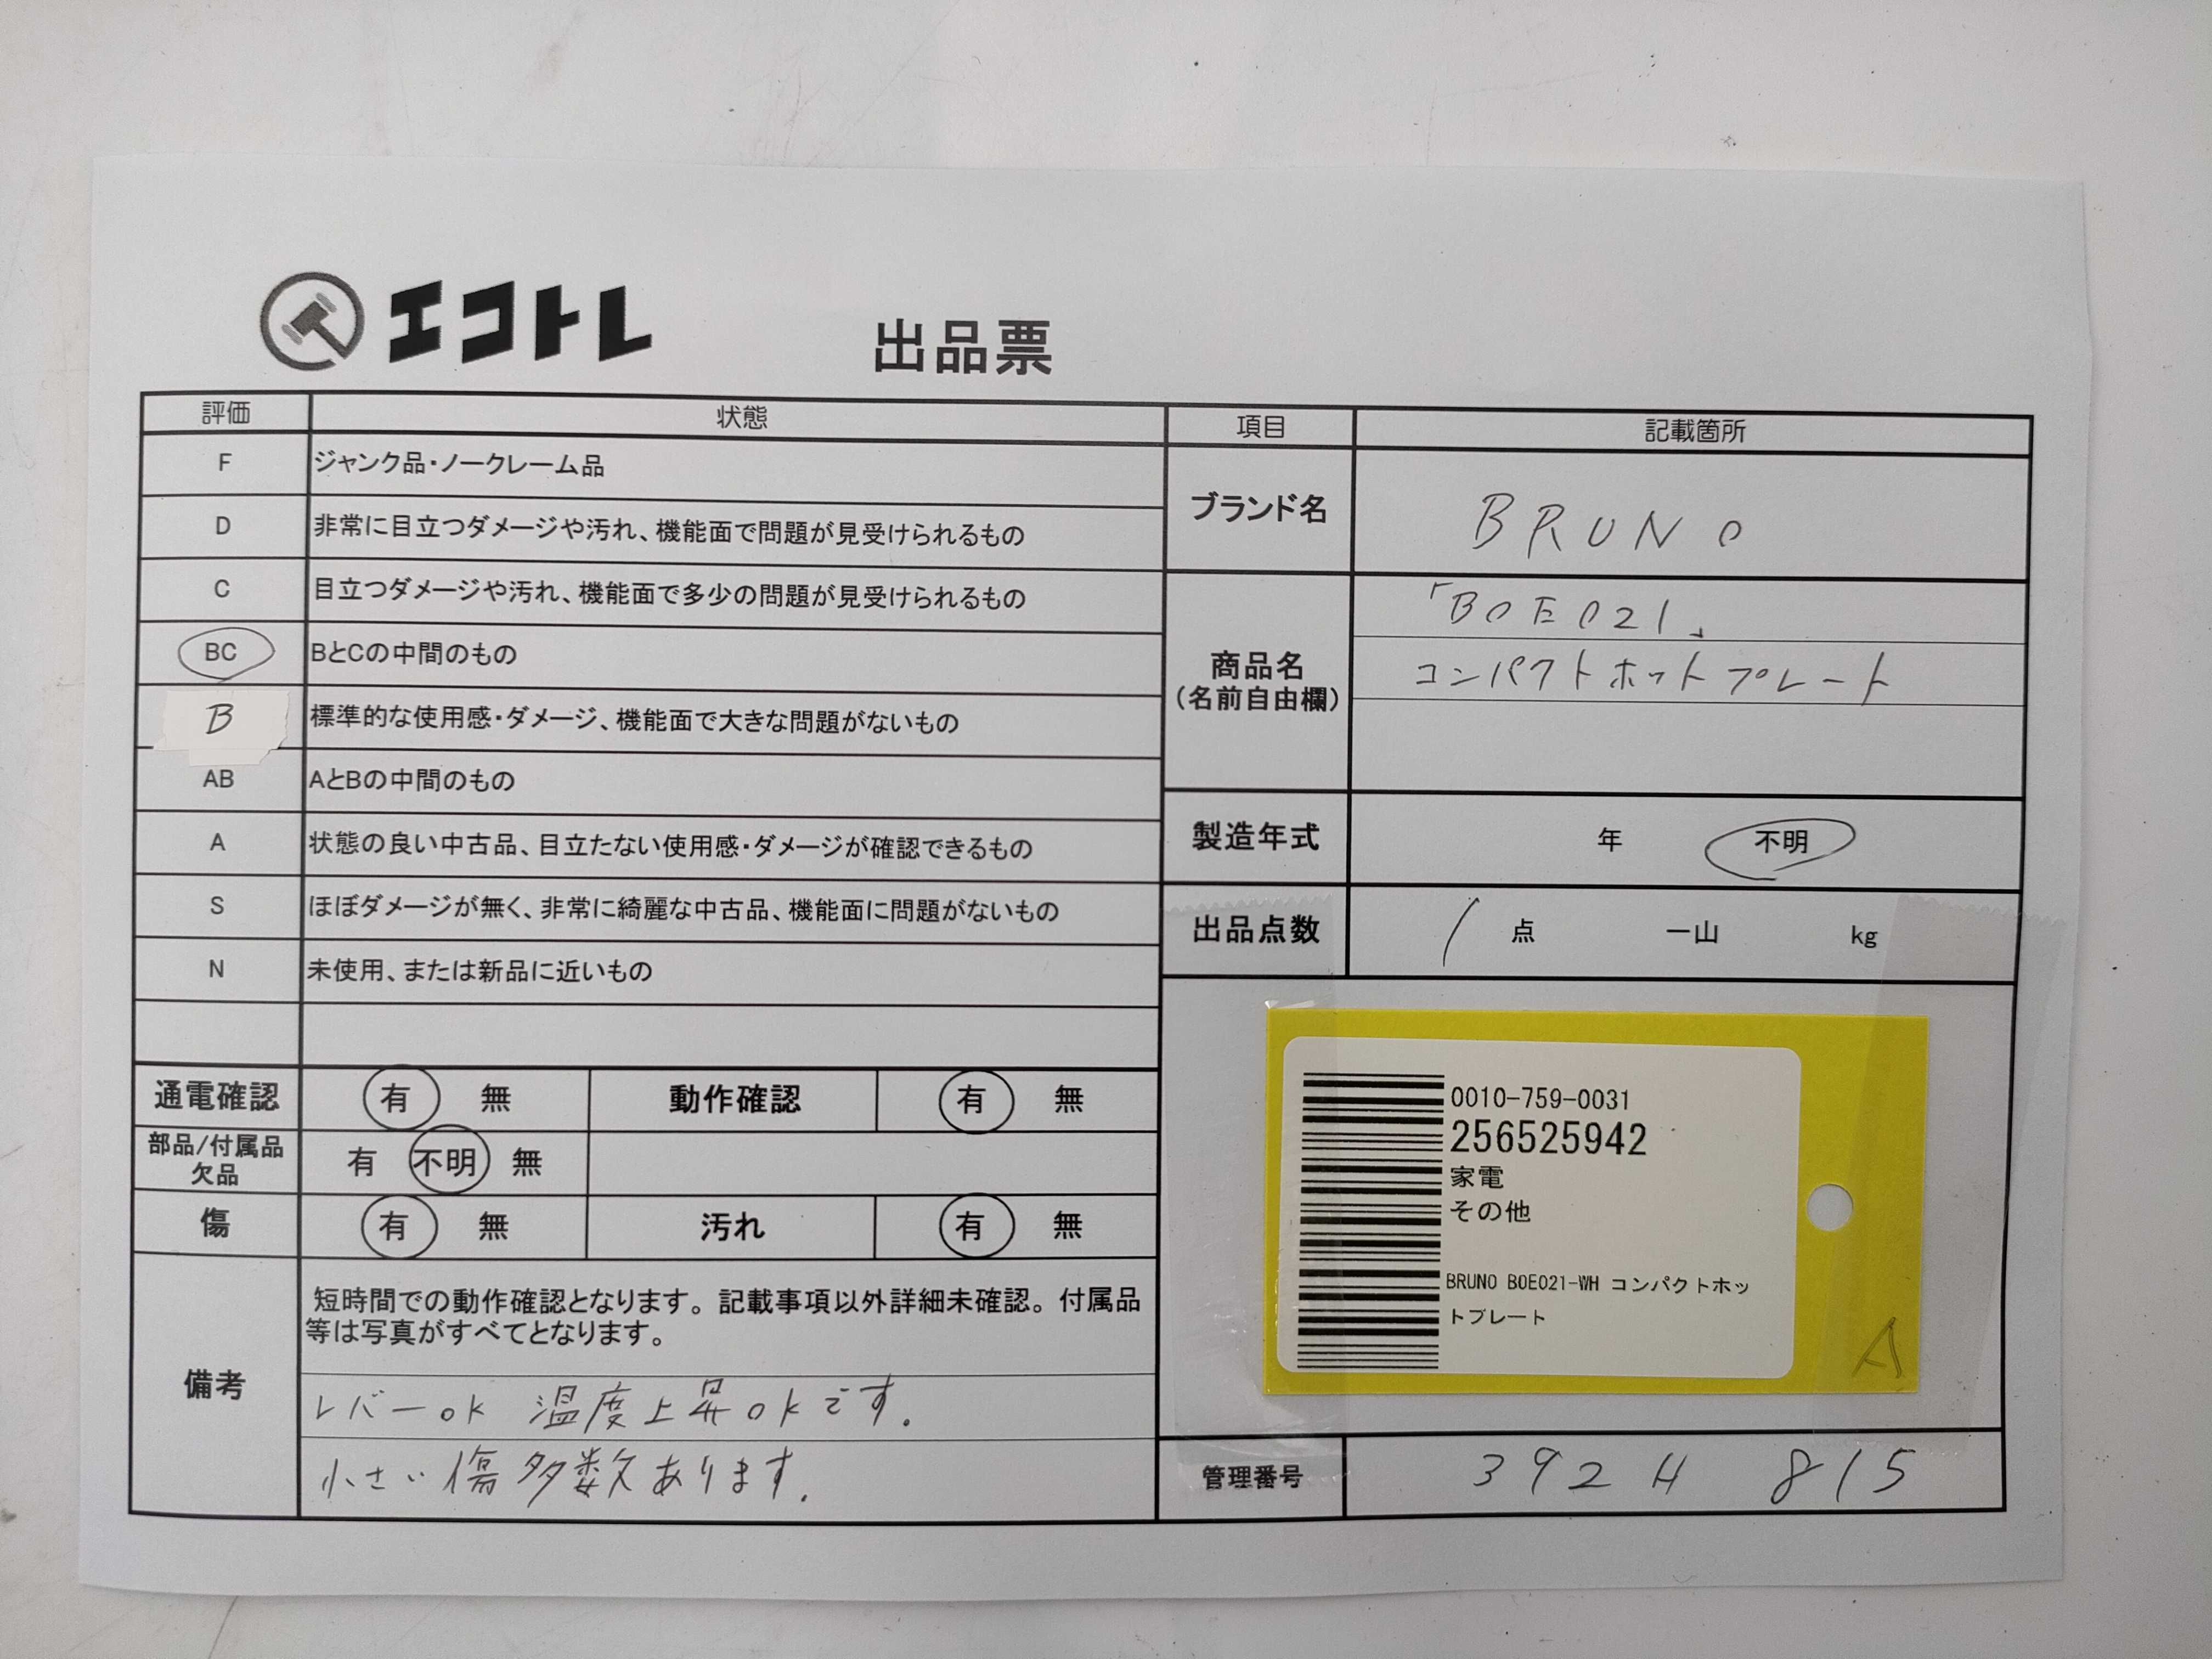 エコトレ
出品票
評価 状態
F ジャンク品・ノークレーム品
D 非常に目立つダメージや汚れ、機能面で問題が見受けられるもの
C 目立つダメージや汚れ、機能面で多少の問題が見受けられるもの
BC BとCの中間のもの
B 標準的な使用感・ダメージ、機能面で大きな問題がないもの
AB AとBの中間のもの
A 状態の良い中古品、目立たない使用感・ダメージが確認できるもの
S ほぼダメージが無く、非常に綺麗な中古品、機能面に問題がないもの
N 未使用、または新品に近いもの
通電確認 有 無 動作確認 有 無
部品/付属品
欠品 有 不明 無
傷 有 無 汚れ 有 無
備考
短時間での動作確認となります。記載事項以外詳細未確認。付属品
等は写真がすべてとなります。
レバーok 温度上昇okです。
小さい傷多数あります。
項目 記載箇所
ブランド名 BRUNO
商品名
(名前自由欄)
「BOE021」
コンパクトホットプレート
製造年式 年 不明
出品点数 1 点 一山 kg
0010-759-0031
256525942
家電
その他
BRUNO BOE021-WH コンパクトホッ
トプレート
A
管理番号 392H 815